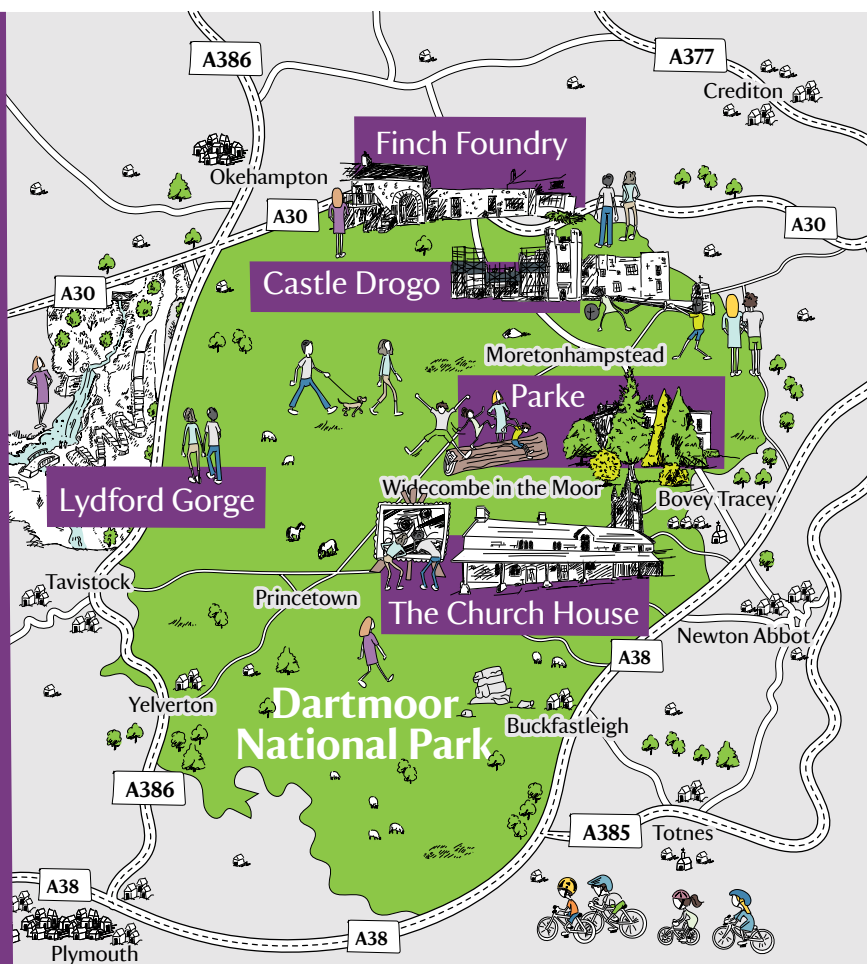 A386
A377
Crediton
Finch Foundry
Okehampton
A30
A30
A30
Castle Drogo
Moretonhampstead
Parke
Lydford Gorge
Widecombe in the Moor
Bovey Tracey
Tavistock
Princetown
The Church House
Newton Abbot
A38
Yelverton
Dartmoor
National Park
Buckfastleigh
A386
A385
Totnes
A38
A38
Plymouth